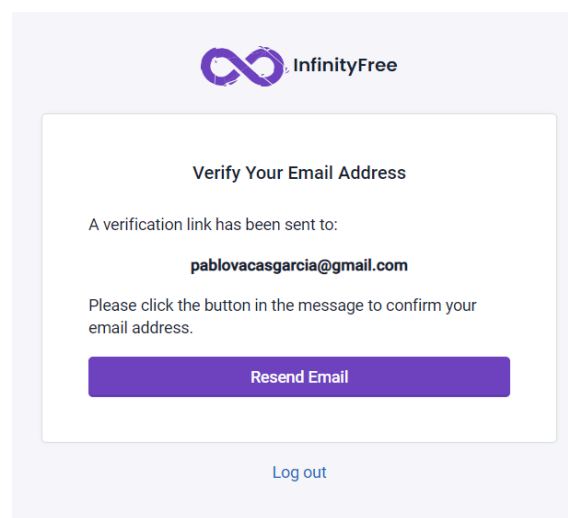 InfinityFree
Verify Your Email Address
A verification link has been sent to:
pablovacasgarcia@gmail.com
Please click the button in the message to confirm your
email address.
Resend Email
Log out